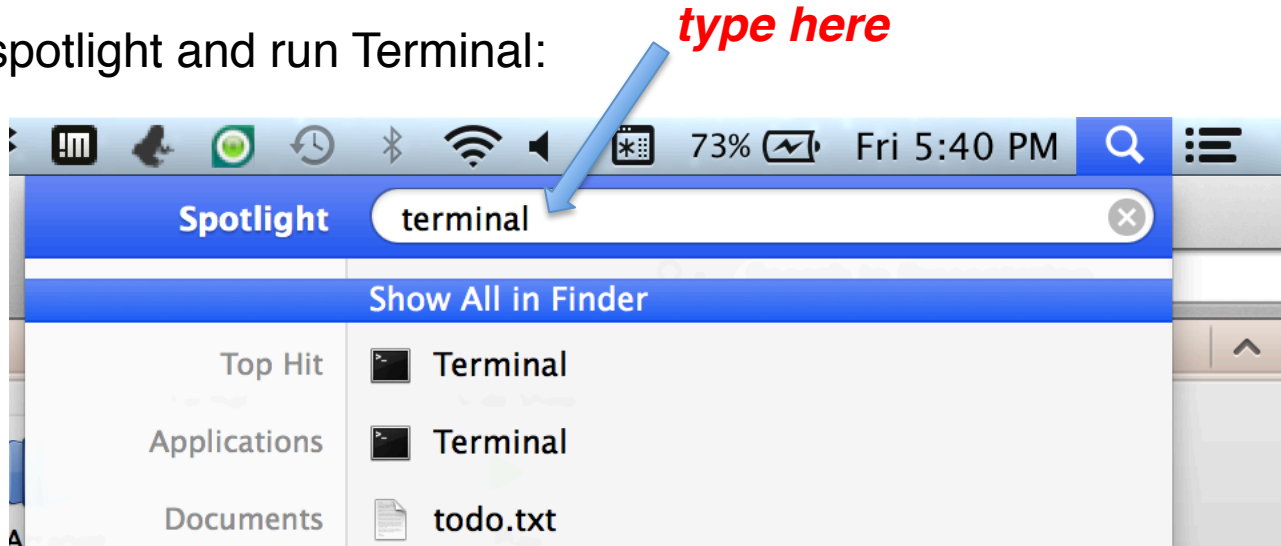 type here
spotlight and run Terminal:
73% Fri 5:40 PM
Spotlight terminal
Show All in Finder
Top Hit Terminal
Applications Terminal
Documents todo.txt